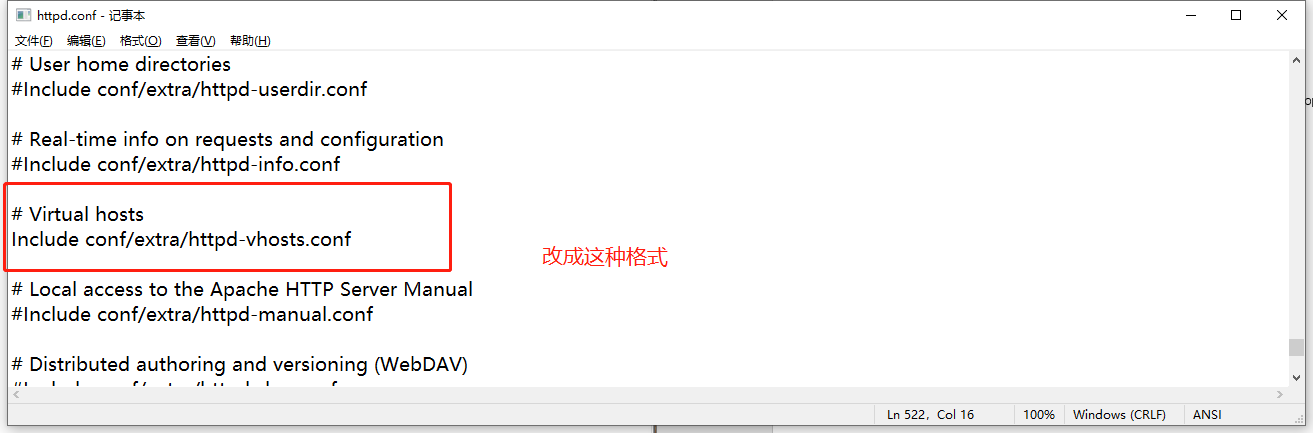 httpd.conf - 记事本
文件(F) 编辑(E) 格式(O) 查看(V) 帮助(H)
# User home directories
#Include conf/extra/httpd-userdir.conf
# Real-time info on requests and configuration
#Include conf/extra/httpd-info.conf
# Virtual hosts
Include conf/extra/httpd-vhosts.conf
改成这种格式
# Local access to the Apache HTTP Server Manual
#Include conf/extra/httpd-manual.conf
# Distributed authoring and versioning (WebDAV)
Ln 522, Col 16 100% Windows (CRLF) ANSI